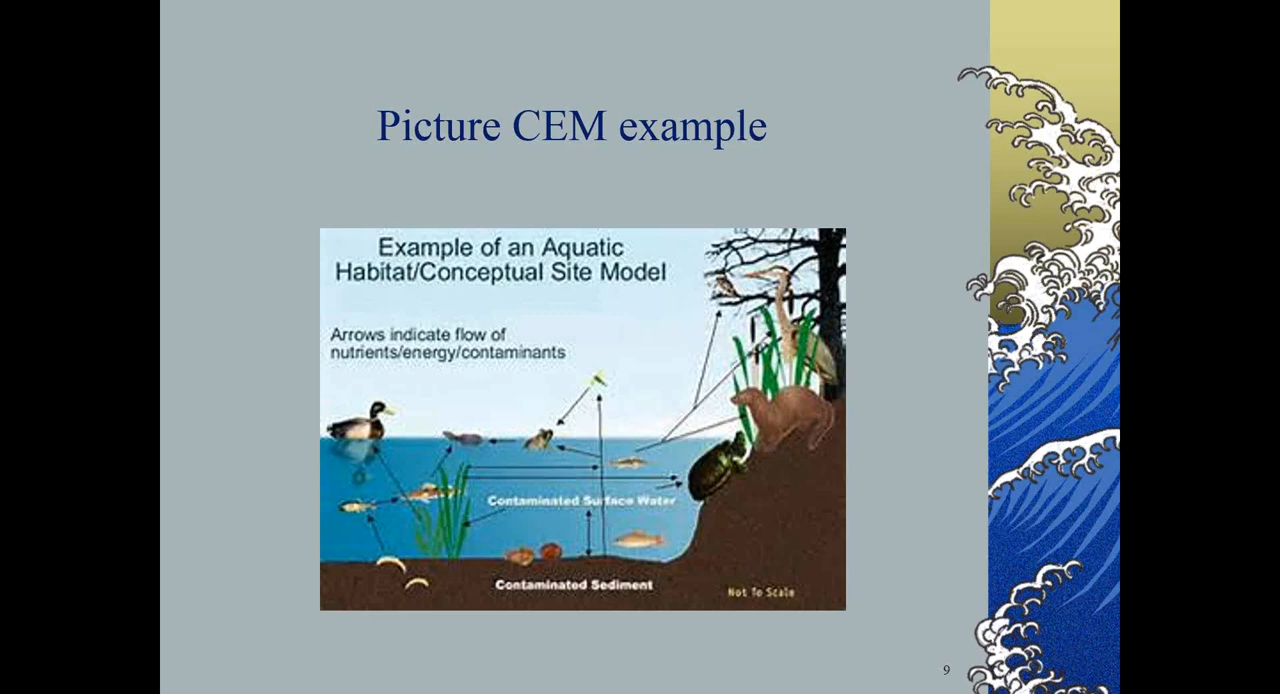 Picture CEM example
Example of an Aquatic
Habitat/Conceptual Site Model
Arrows indicate flow of
nutrients/energy/contaminants
Contaminated Surface Water
Contaminated Sediment
Not To Scale
9